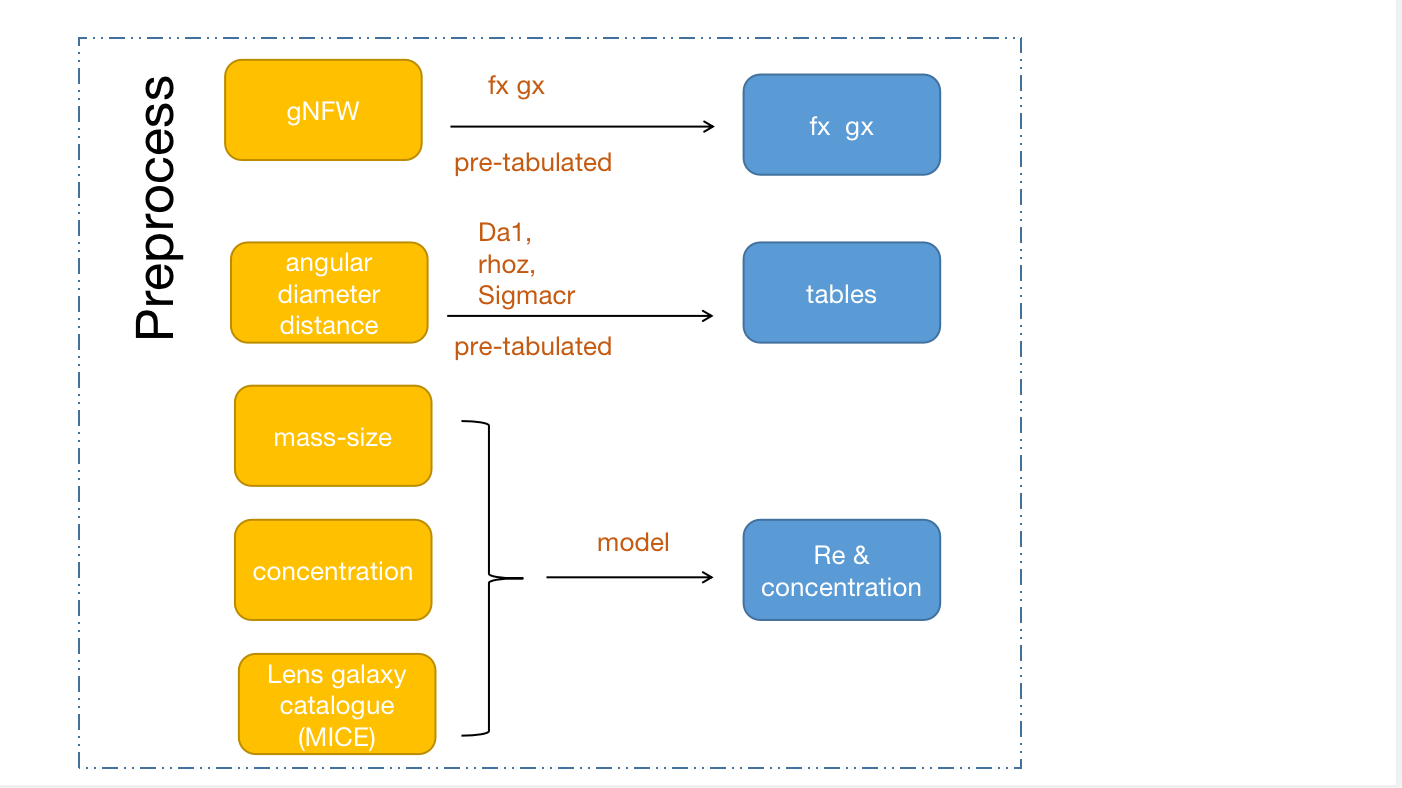 Preprocess
gNFW
fx gx
pre-tabulated
fx  gx
angular
diameter
distance
Da1,
rhoz,
Sigmacr
pre-tabulated
tables
mass-size
concentration
Lens galaxy
catalogue
(MICE)
model
Re &
concentration